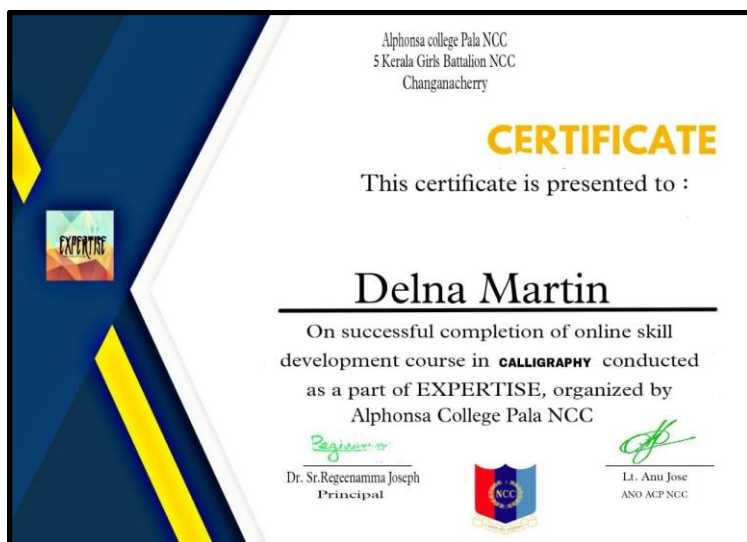 Alphonsa college Pala NCC
5 Kerala Girls Battalion NCC
Changanacherry
CERTIFICATE
This certificate is presented to :
EXPERTISE
Delna Martin
On successful completion of online skill
development course in CALLIGRAPHY conducted
as a part of EXPERTISE, organized by
Alphonsa College Pala NCC
Dr. Sr.Regeenamma Joseph
Principal
NCC
Lt. Anu Jose
ANO ACP NCC